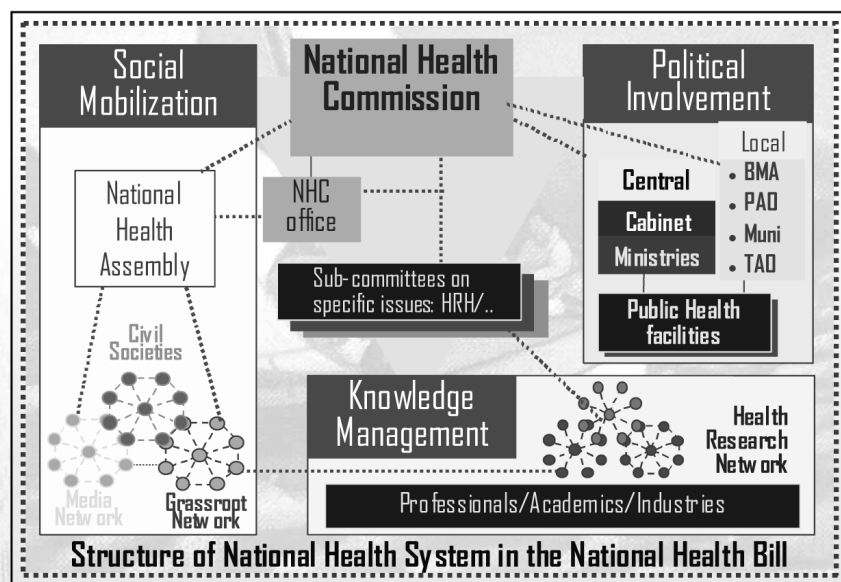 Social
Mobilization
National Health
Commission
Political
Involvement
Local
• BMA
• PAO
• Muni
• TAO
Central
Cabinet
Ministries
Public Health
facilities
National
Health
Assembly
NHC
office
Sub-committees on
specific issues: HRH/..
Civil
Societies
Media
Network
Grassroot
Network
Knowledge
Management
Health
Research
Network
Professionals/Academics/Industries
Structure of National Health System in the National Health Bill